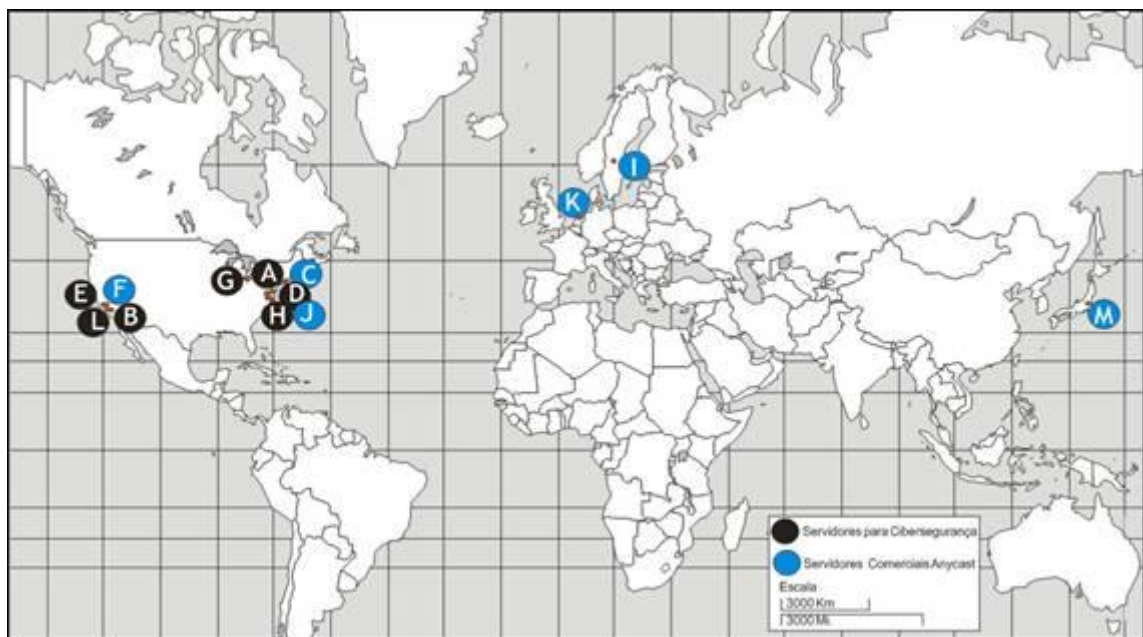 I
K
A
C
G
E
F
D
L
B
H
J
M
Servidores para Cibersegurança
Servidores Comerciais Anycast
Escala
3000 Km
3000 Mi.